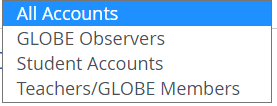 All Accounts
GLOBE Observers
Student Accounts
Teachers/GLOBE Members